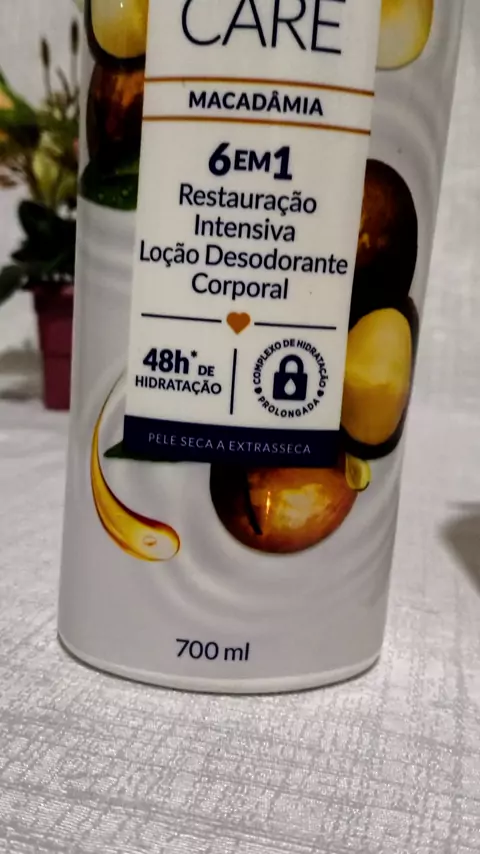 CARE
MACADÂMIA
6EM1
Restauração
Intensiva
Loção Desodorante
Corporal
48h* DE
HIDRATAÇÃO
COMPLEXO DE HIDRATAÇÃO
PROLONGADA
PELE SECA A EXTRASSECA
700 ml